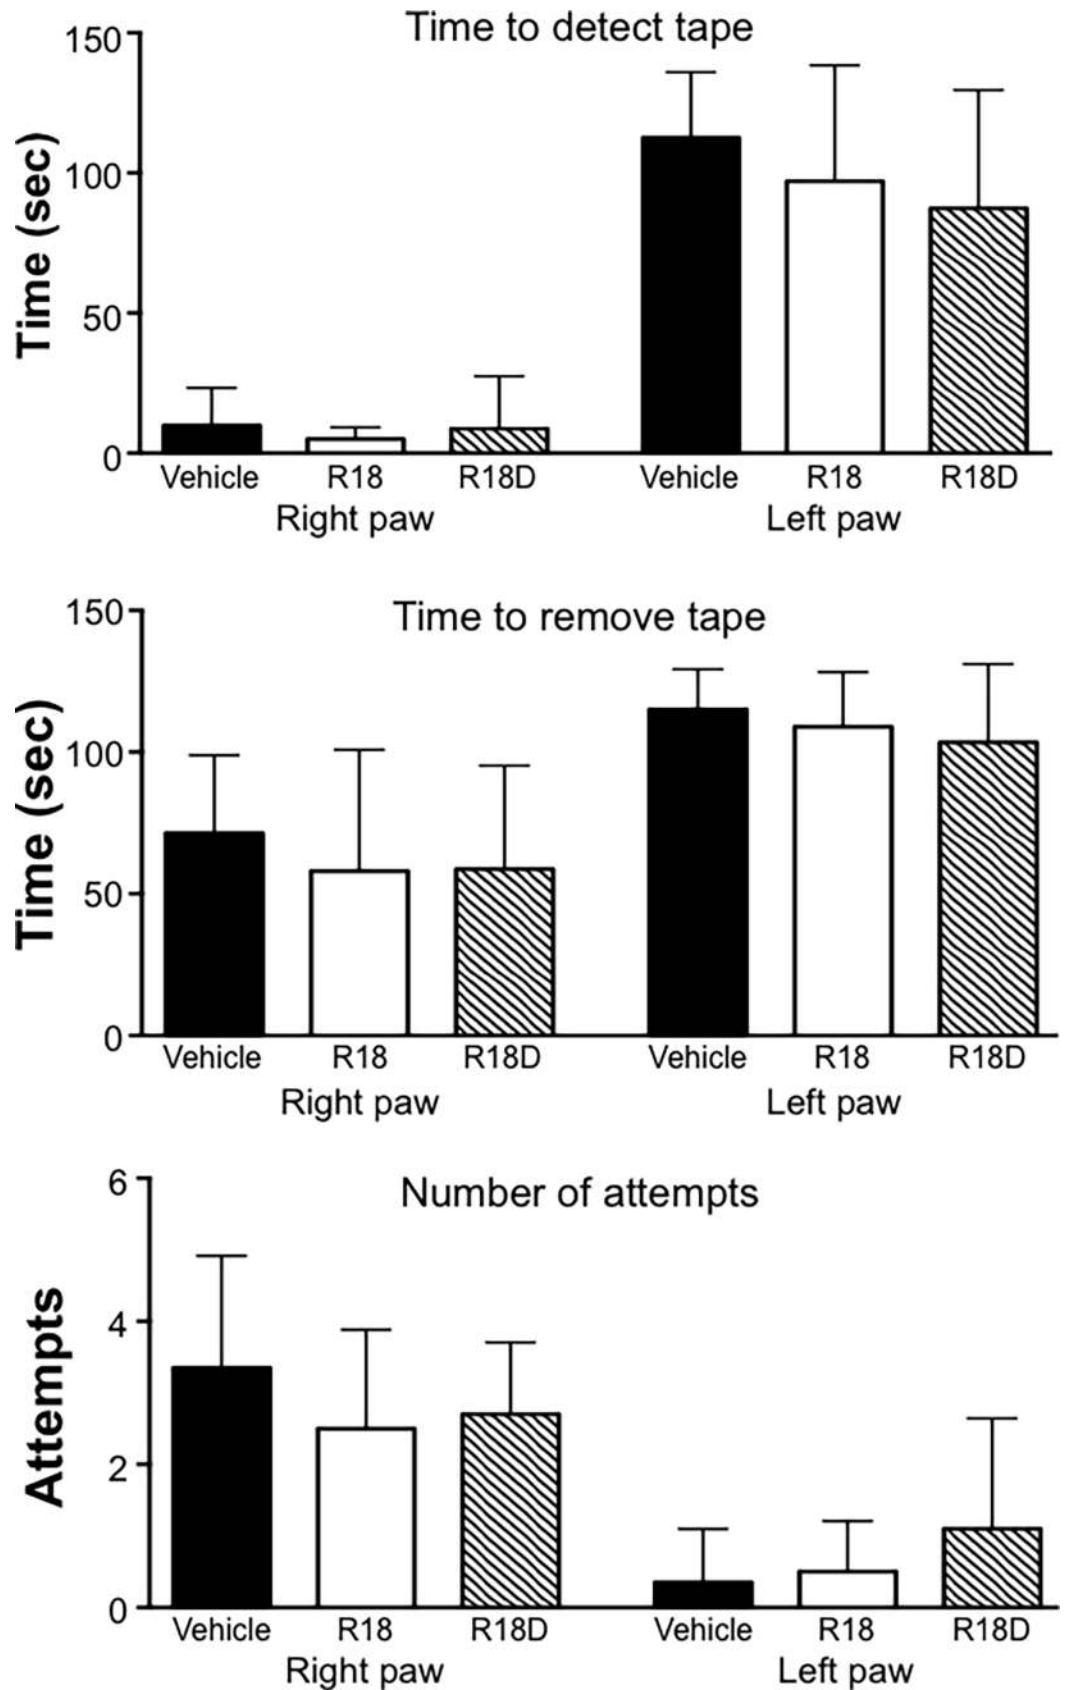 Time to detect tape
Time (sec)
150
100
50
0
Vehicle R18 R18D Vehicle R18 R18D
Right paw Left paw
Time to remove tape
Time (sec)
150
100
50
0
Vehicle R18 R18D Vehicle R18 R18D
Right paw Left paw
Number of attempts
Attempts
6
4
2
0
Vehicle R18 R18D Vehicle R18 R18D
Right paw Left paw